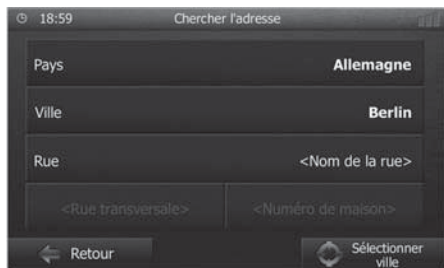 18:59 Chercher l'adresse
Pays Allemagne
Ville Berlin
Rue <Nom de la rue>
<Rue transversale> <Numéro de maison>
Retour Sélectionner
ville